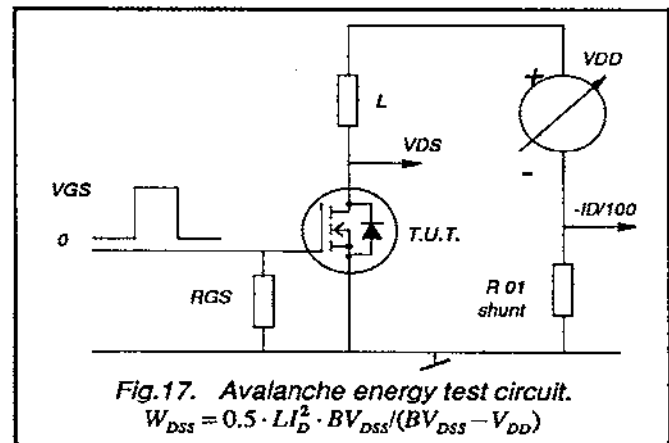 VDD
+
L
VDS
-
VGS
-ID/100
0
T.U.T.
RGS
R 01
shunt
Fig.17. Avalanche energy test circuit.
W_DSS = 0.5 · LI_D^2 · BV_DSS/(BV_DSS − V_DD)